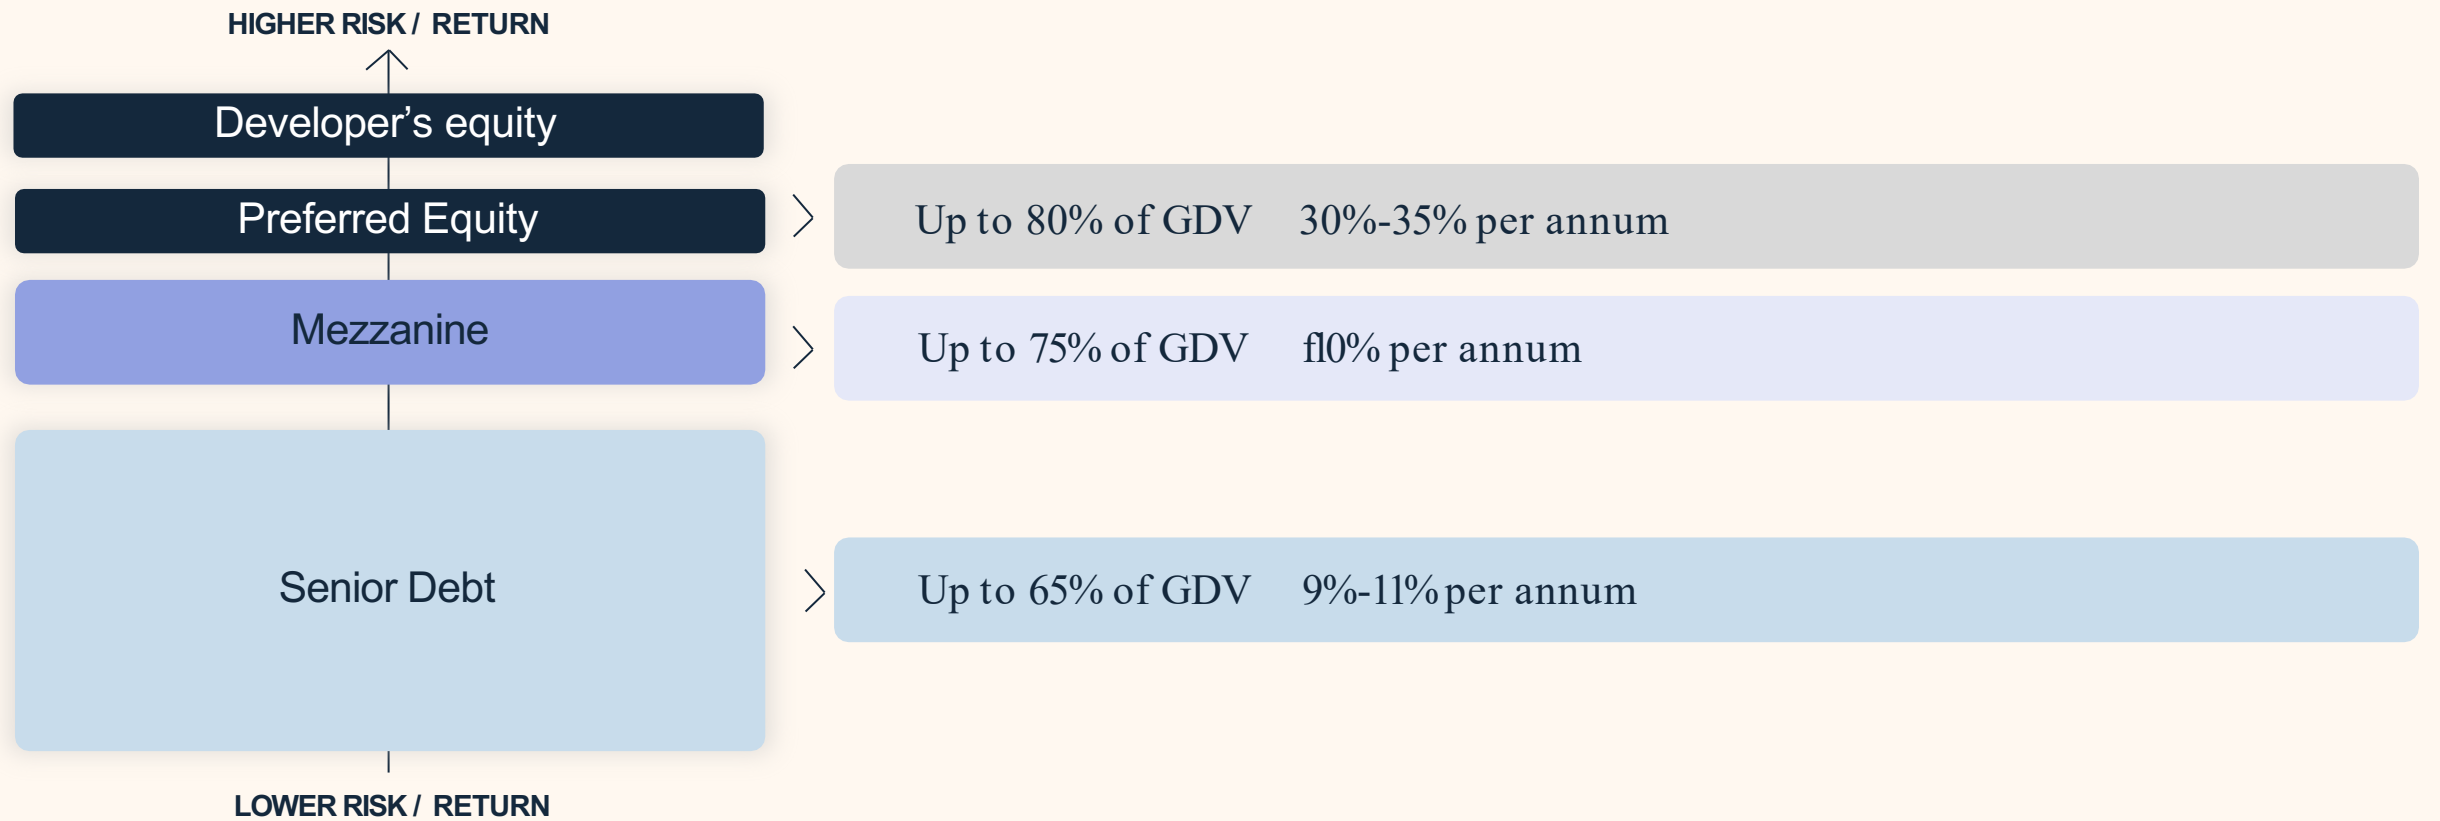 HIGHER RISK / RETURN
Developer’s equity
Preferred Equity
Up to 80% of GDV 30%-35% per annum
Mezzanine
Up to 75% of GDV ﬂ0% per annum
Senior Debt
Up to 65% of GDV 9%-11% per annum
LOWER RISK / RETURN